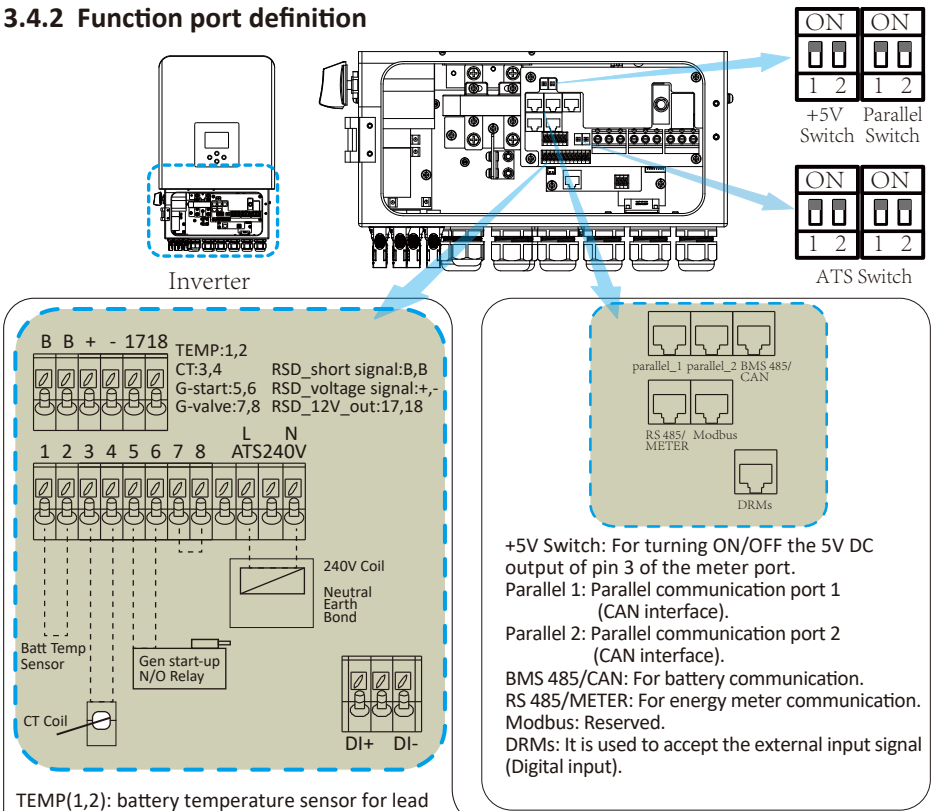 3.4.2 Function port definition
ON ON
1 2 1 2
+5V Parallel
Switch Switch
ON ON
1 2 1 2
ATS Switch
Inverter
B B + - 17 18
TEMP:1,2
CT:3,4 RSD_short signal:B,B
G-start:5,6 RSD_voltage signal:+,-
G-valve:7,8 RSD_12V_out:17,18
L N
1 2 3 4 5 6 7 8 ATS240V
240V Coil
Neutral
Earth
Bond
Batt Temp
Sensor
Gen start-up
N/O Relay
CT Coil
DI+ DI-
TEMP(1,2): battery temperature sensor for lead
parallel_1 parallel_2 BMS 485/
CAN
RS 485/ Modbus
METER
DRMs
+5V Switch: For turning ON/OFF the 5V DC
output of pin 3 of the meter port.
Parallel 1: Parallel communication port 1
(CAN interface).
Parallel 2: Parallel communication port 2
(CAN interface).
BMS 485/CAN: For battery communication.
RS 485/METER: For energy meter communication.
Modbus: Reserved.
DRMs: It is used to accept the external input signal
(Digital input).